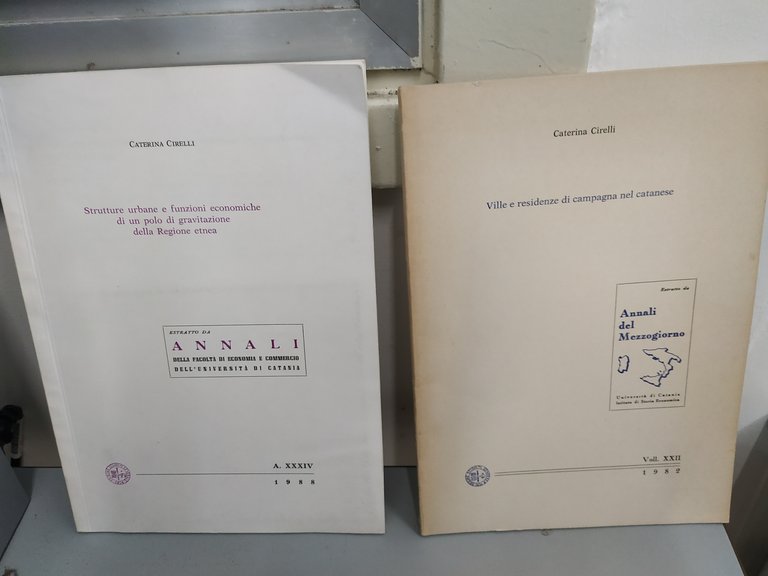 CATERINA CIRELLI
Strutture urbane e funzioni economiche
di un polo di gravitazione
della Regione etnea
ESTRATTO DA
ANNALI
DELLA FACOLTÀ DI ECONOMIA E COMMERCIO
DELL'UNIVERSITÀ DI CATANIA
A. XXXIV
1988
Caterina Cirelli
Ville e residenze di campagna nel catanese
Estratto da
Annali
del
Mezzogiorno
Università di Catania
Istituto di Storia Economica
Voll. XXII
1982